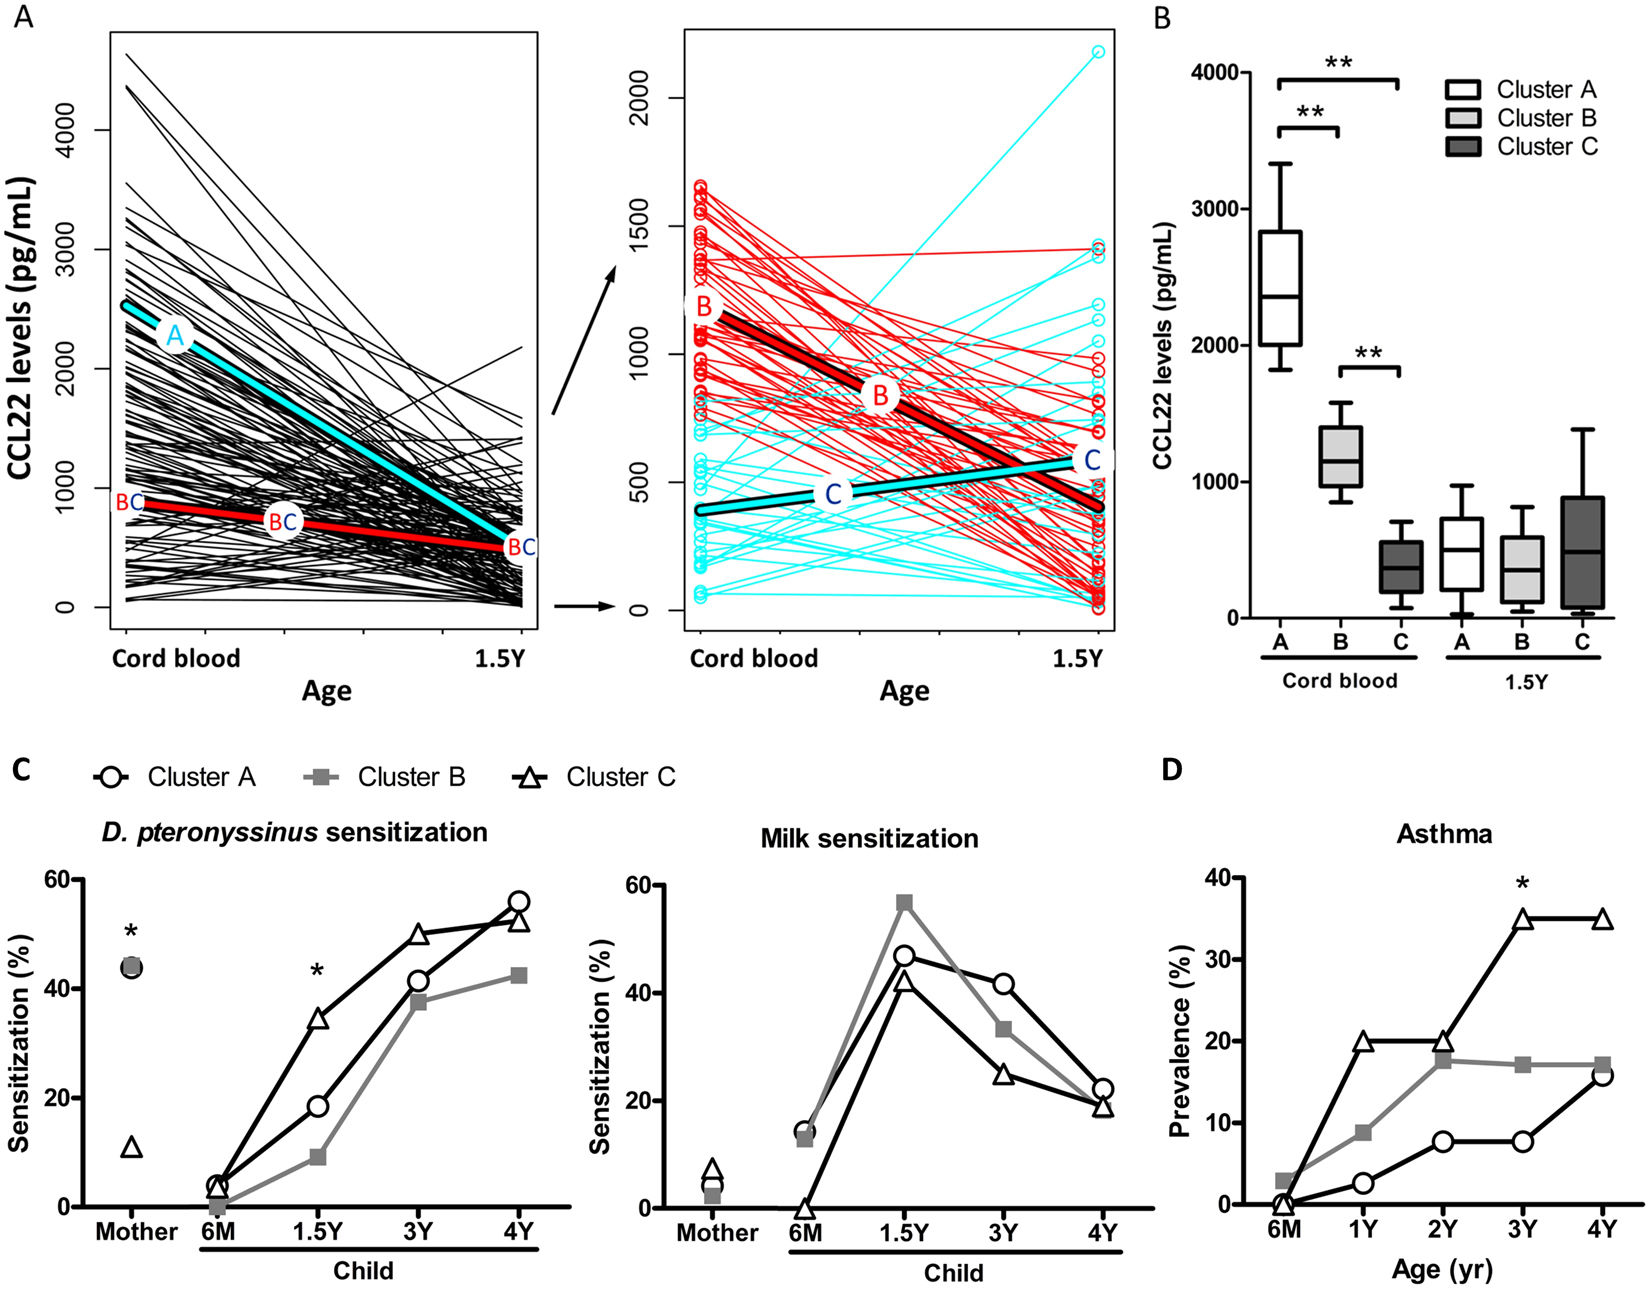 A
CCL22 levels (pg/mL)
0
1000
2000
3000
4000
A
BC
BC
BC
Cord blood
1.5Y
Age
0
500
1000
1500
2000
B
B
C
C
Cord blood
1.5Y
Age
B
CCL22 levels (pg/mL)
4000
3000
2000
1000
0
**
**
**
Cluster A
Cluster B
Cluster C
A B C A B C
Cord blood
1.5Y
C
Cluster A
Cluster B
Cluster C
D. pteronyssinus sensitization
Sensitization (%)
60
40
20
0
*
*
Mother 6M 1.5Y 3Y 4Y
Child
Milk sensitization
Sensitization (%)
60
40
20
0
Mother 6M 1.5Y 3Y 4Y
Child
D
Asthma
Prevalence (%)
40
30
20
10
0
*
6M 1Y 2Y 3Y 4Y
Age (yr)